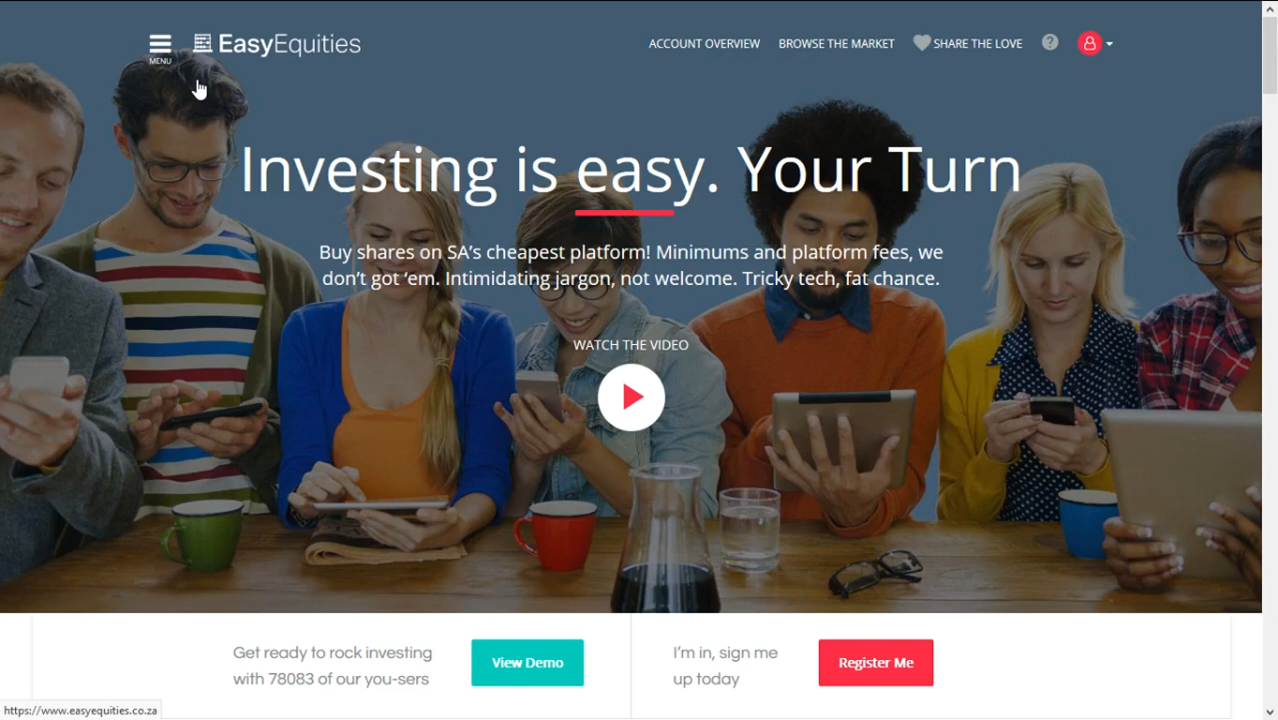 MENU
EasyEquities
ACCOUNT OVERVIEW
BROWSE THE MARKET
SHARE THE LOVE
?
Investing is easy. Your Turn
Buy shares on SA's cheapest platform! Minimums and platform fees, we
don't got ‘em. Intimidating jargon, not welcome. Tricky tech, fat chance.
WATCH THE VIDEO
Get ready to rock investing
with 78083 of our you-sers
View Demo
I'm in, sign me
up today
Register Me
https://www.easyequities.co.za